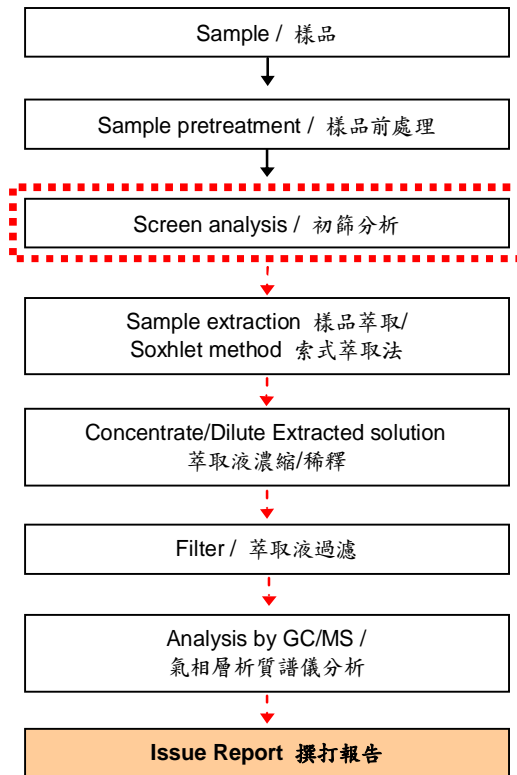 Sample / 樣品
Sample pretreatment / 樣品前處理
Screen analysis / 初篩分析
Sample extraction 樣品萃取/
Soxhlet method 索式萃取法
Concentrate/Dilute Extracted solution
萃取液濃縮/稀釋
Filter / 萃取液過濾
Analysis by GC/MS /
氣相層析質譜儀分析
Issue Report 撰打報告